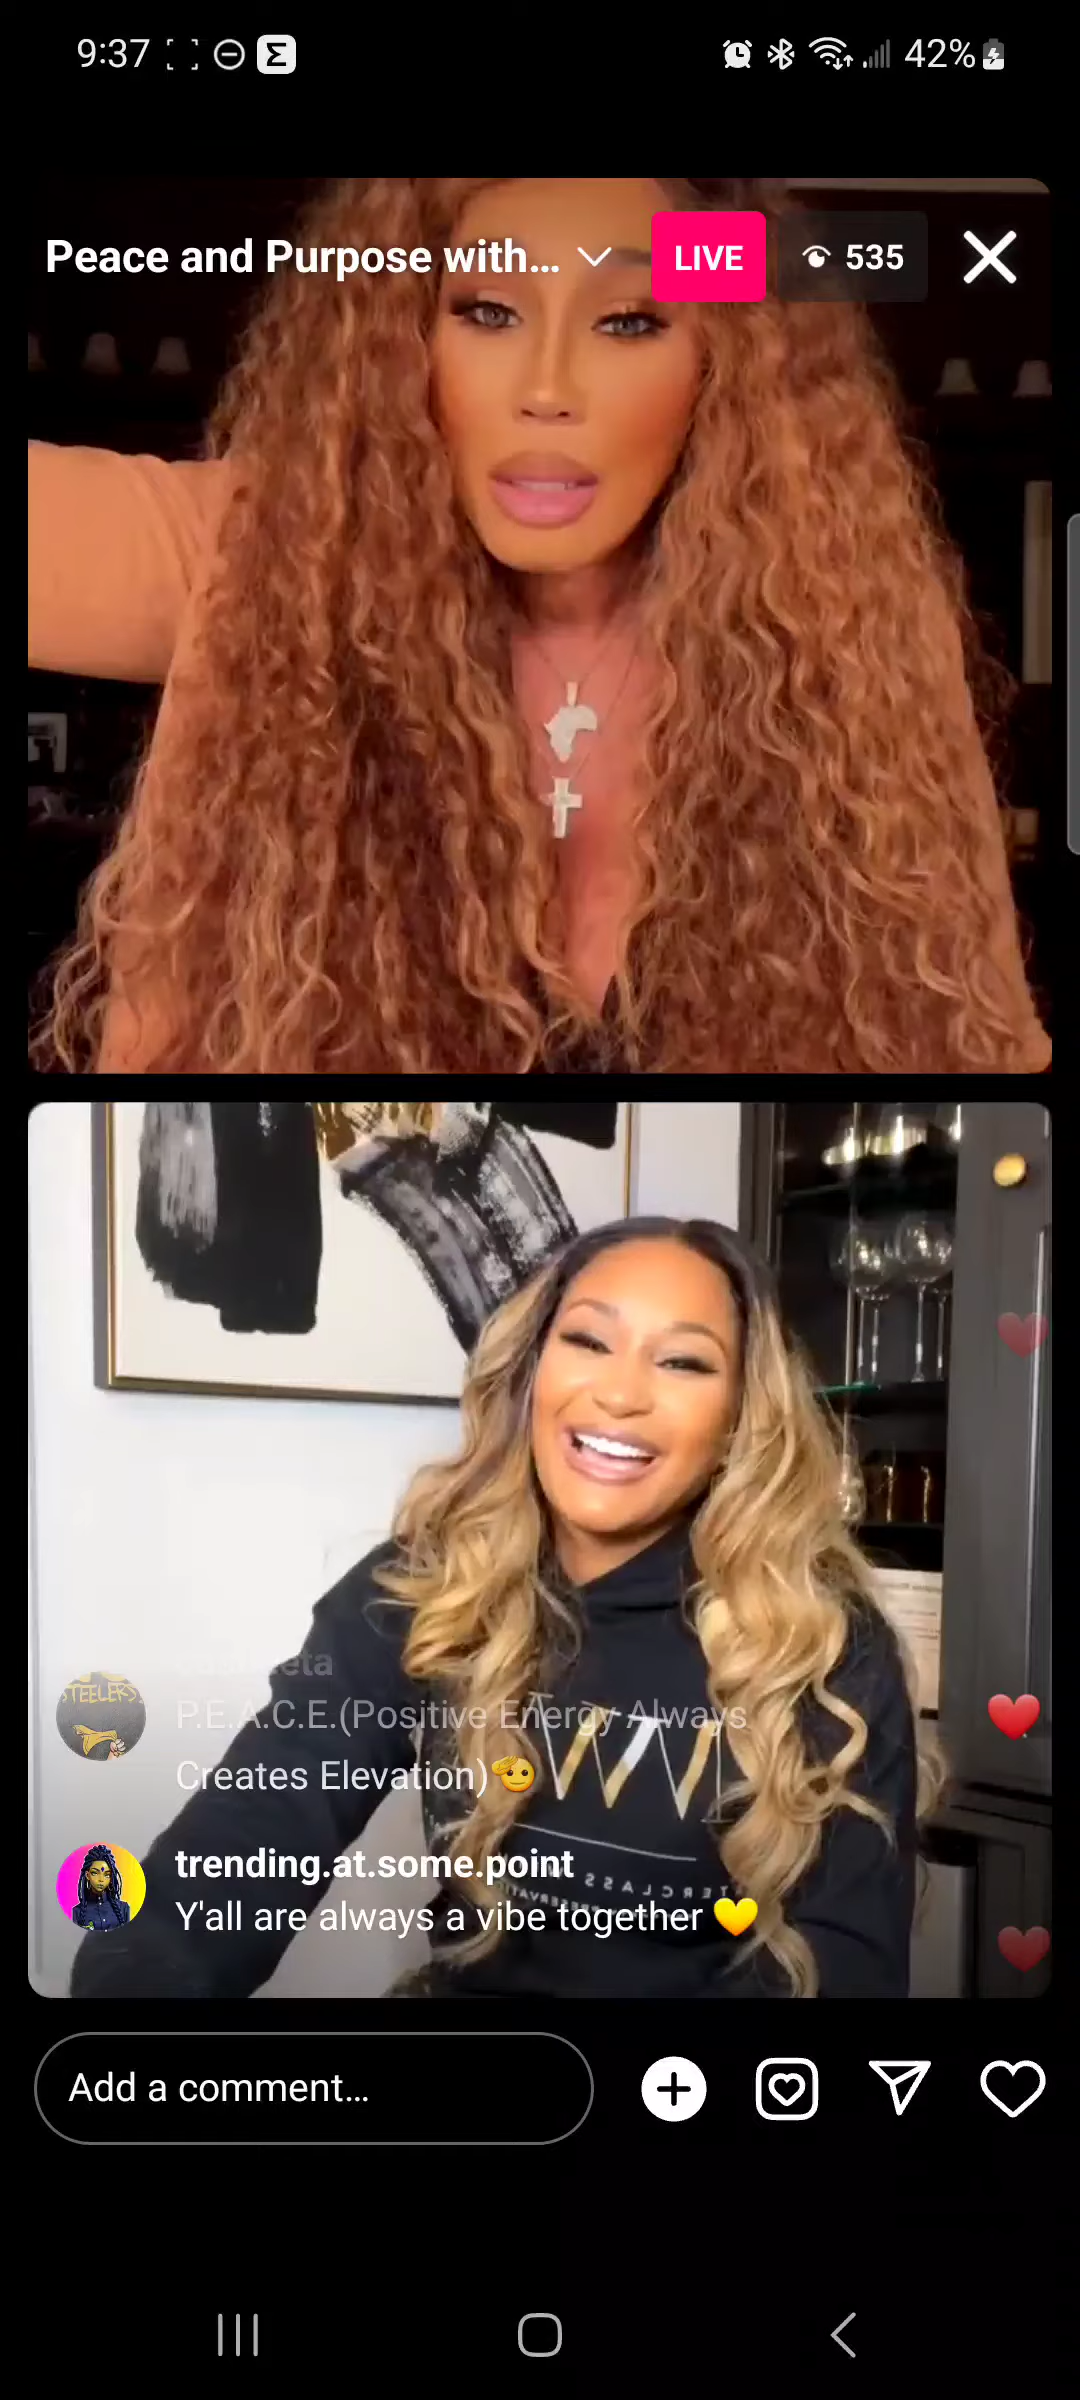 9:37
42%
Peace and Purpose with...
LIVE
535
STEELERS
P.E.A.C.E.(Positive Energy Always
Creates Elevation)🫡
trending.at.some.point
Y'all are always a vibe together 💛
Add a comment...